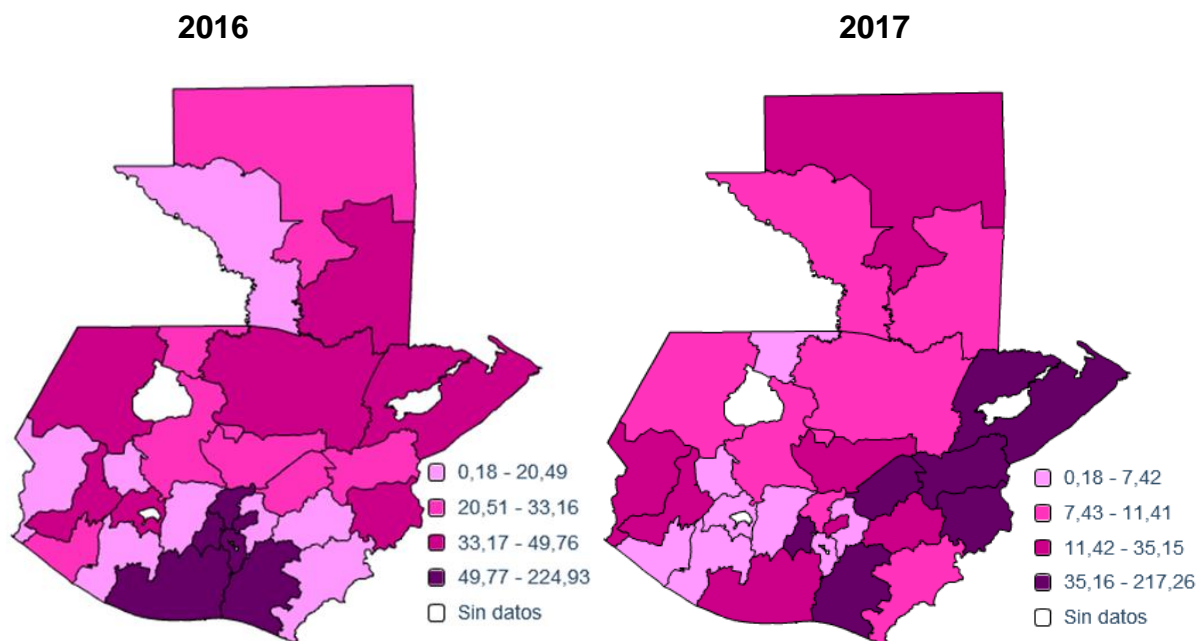 2016
2017
0,18 - 20,49
20,51 - 33,16
33,17 - 49,76
49,77 - 224,93
Sin datos
0,18 - 7,42
7,43 - 11,41
11,42 - 35,15
35,16 - 217,26
Sin datos